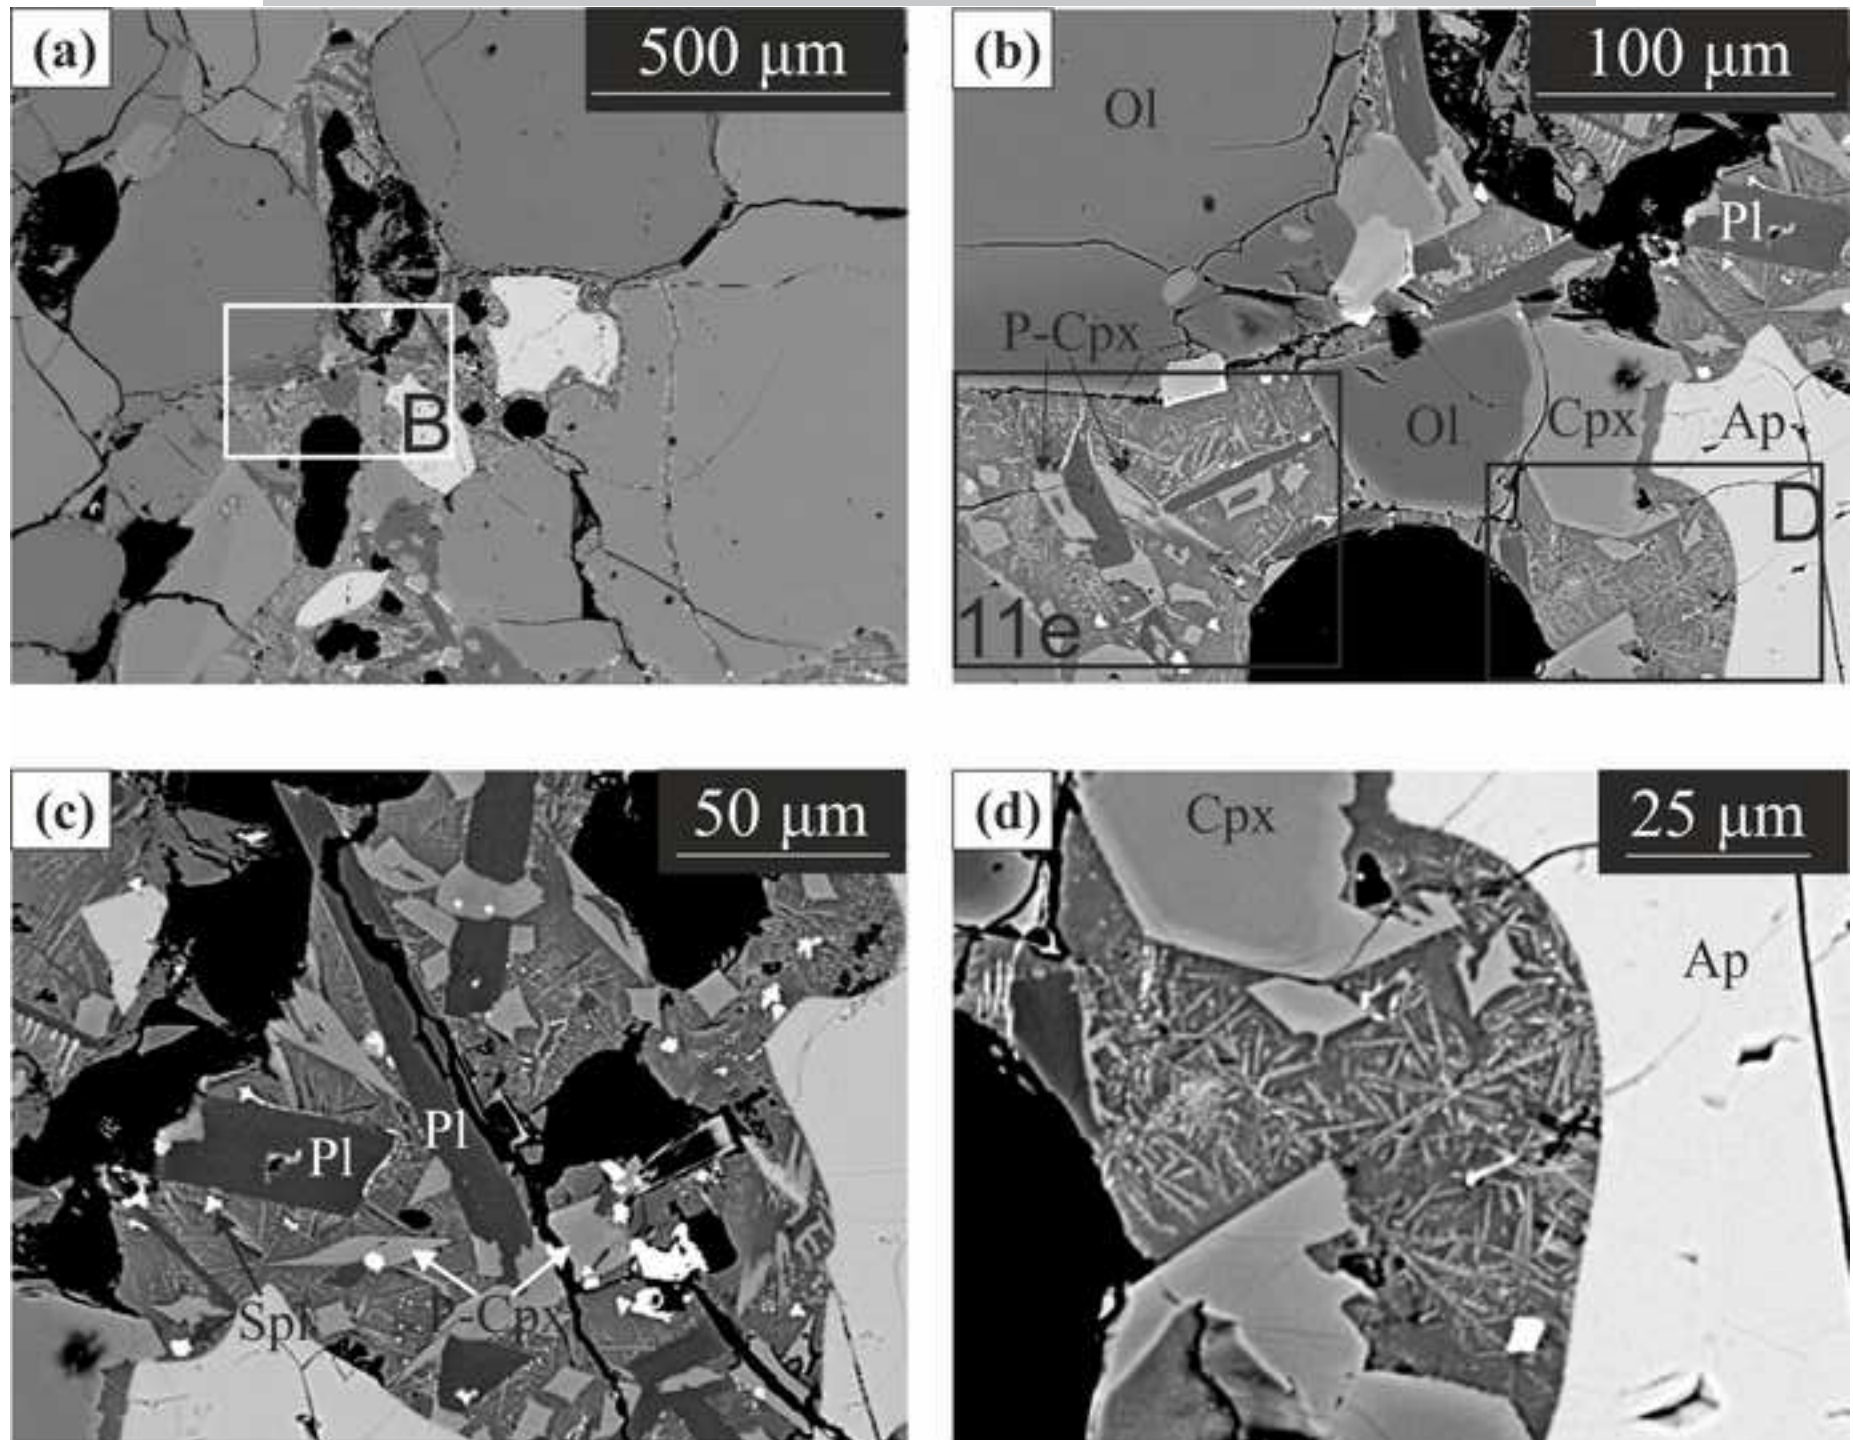 (a)
500 μm
B
(b)
100 μm
Ol
Pl
P-Cpx
Ol
Cpx
Ap
D
11e
(c)
50 μm
Pl
Pl
Spl
P-Cpx
(d)
25 μm
Cpx
Ap